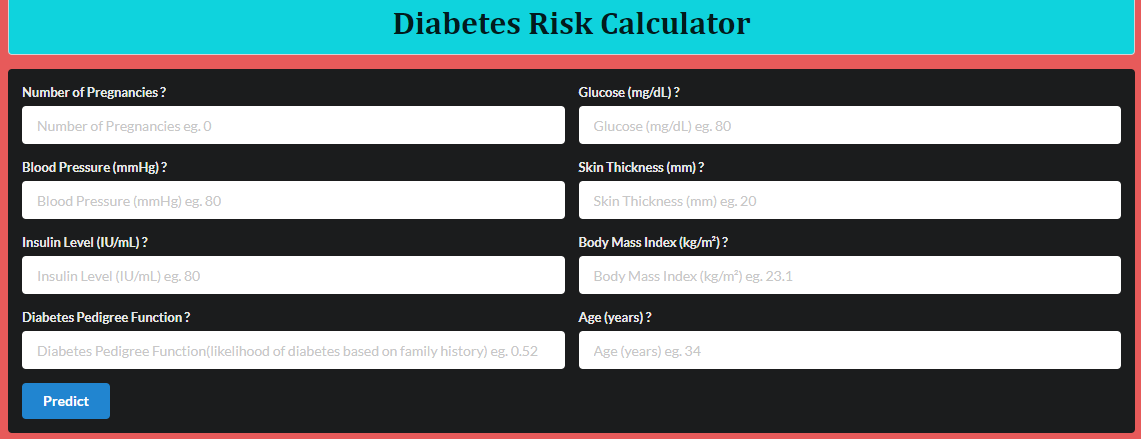 Diabetes Risk Calculator
Number of Pregnancies ?
Number of Pregnancies eg. 0
Glucose (mg/dL) ?
Glucose (mg/dL) eg. 80
Blood Pressure (mmHg) ?
Blood Pressure (mmHg) eg. 80
Skin Thickness (mm) ?
Skin Thickness (mm) eg. 20
Insulin Level (IU/mL) ?
Insulin Level (IU/mL) eg. 80
Body Mass Index (kg/m²) ?
Body Mass Index (kg/m²) eg. 23.1
Diabetes Pedigree Function ?
Diabetes Pedigree Function(likelihood of diabetes based on family history) eg. 0.52
Age (years) ?
Age (years) eg. 34
Predict